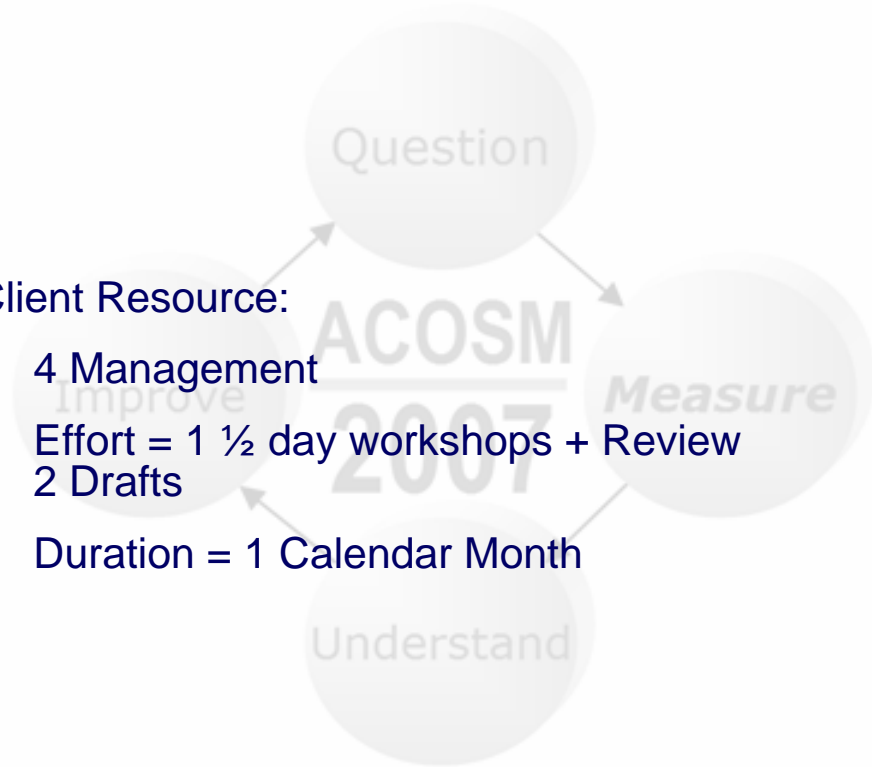 Question
Client Resource:
ACOSM
4 Management
Improve
Measure
2007
Effort = 1 ½ day workshops + Review
2 Drafts
Duration = 1 Calendar Month
Understand